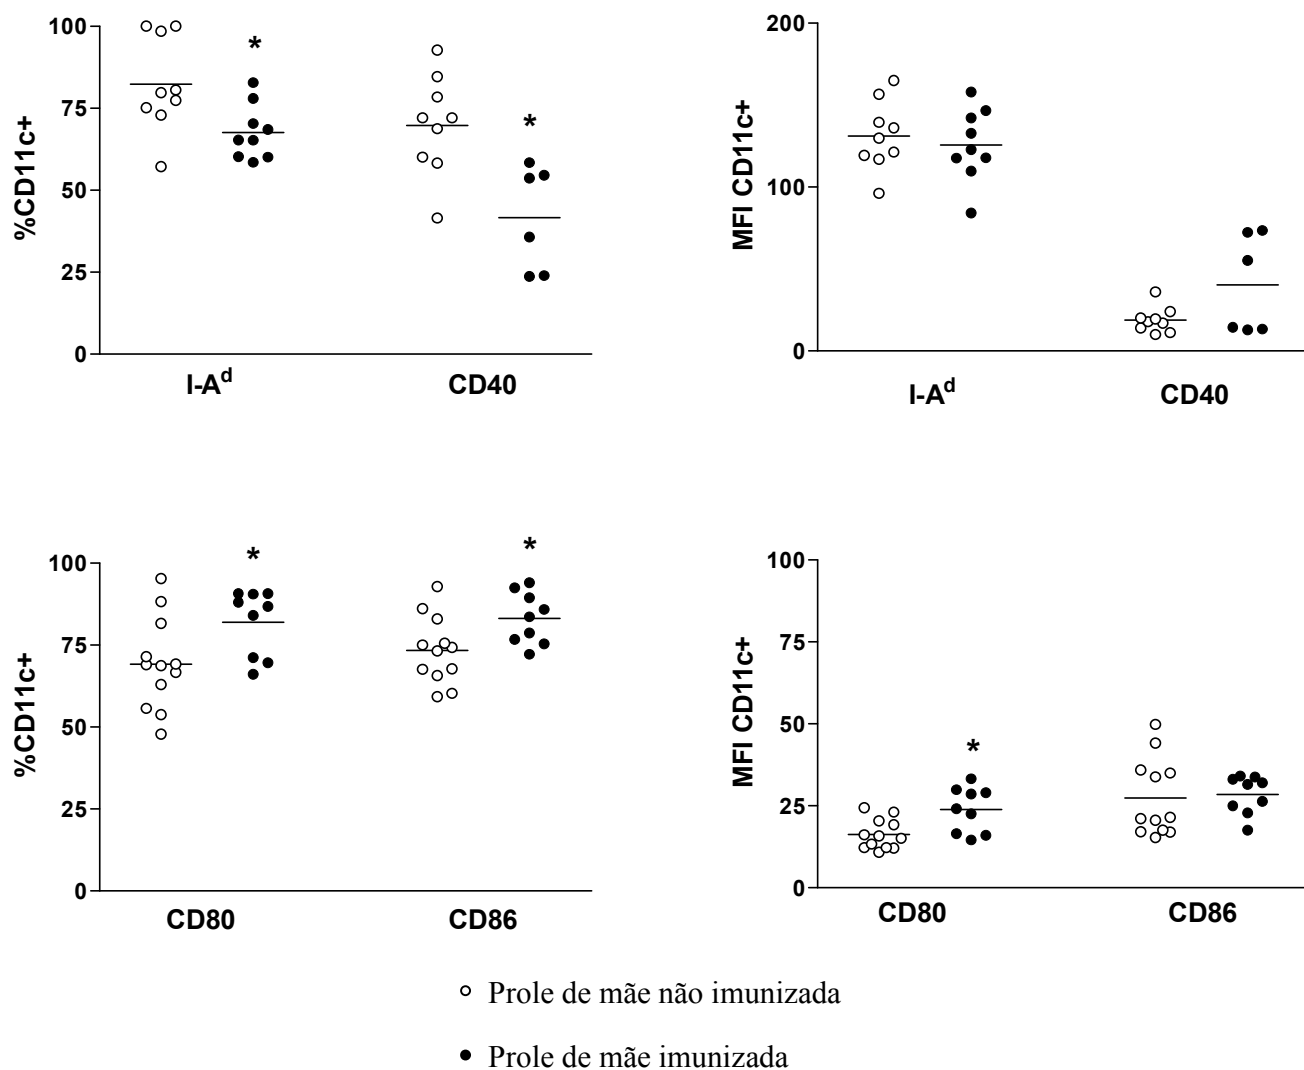 100
75
50
25
0
%CD11c+
*
*
I-Aᵈ
CD40
200
100
0
MFI CD11c+
I-Aᵈ
CD40
100
75
50
25
0
%CD11c+
*
*
CD80
CD86
100
75
50
25
0
MFI CD11c+
*
CD80
CD86
Prole de mãe não imunizada
Prole de mãe imunizada